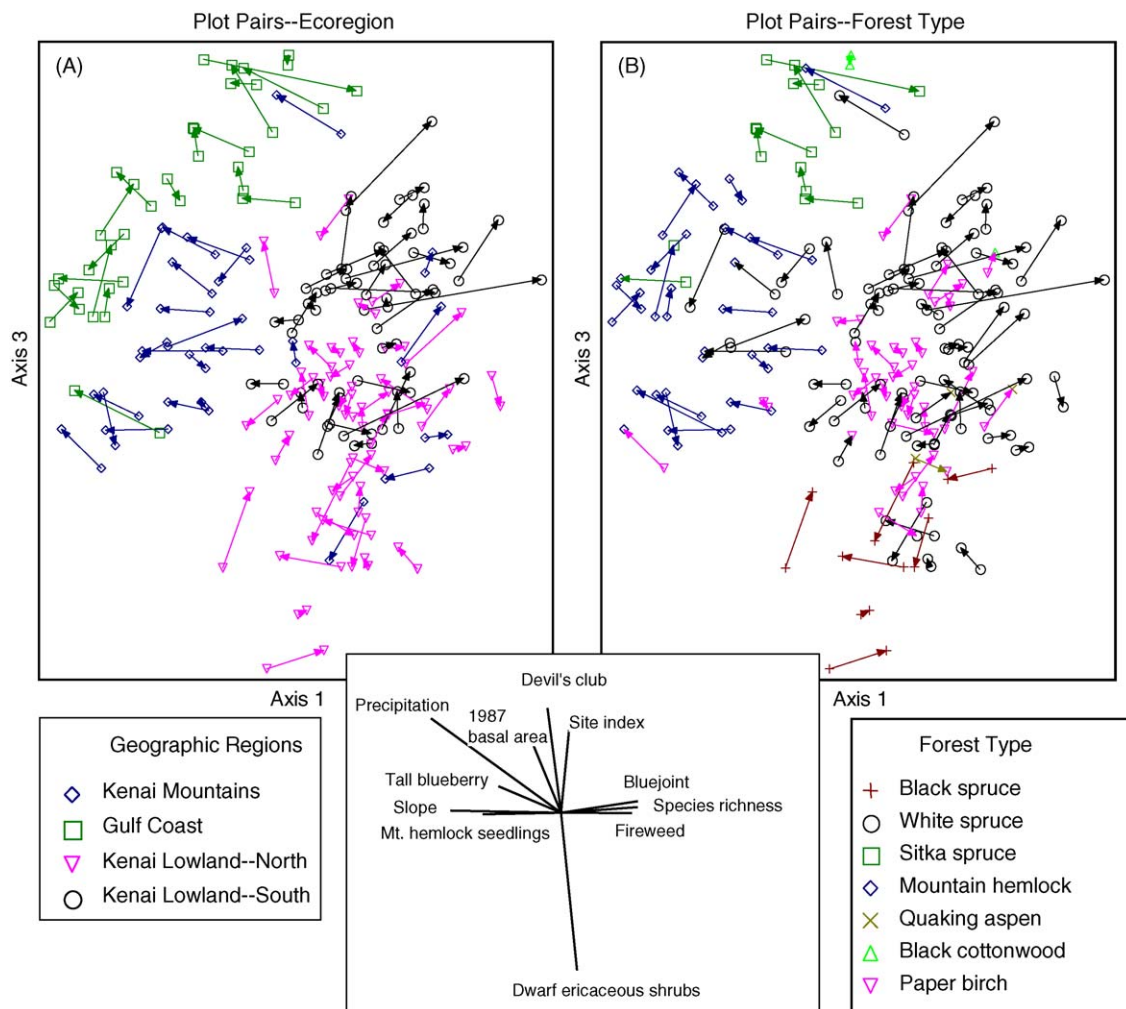 Plot Pairs--Ecoregion
Plot Pairs--Forest Type
(A)
(B)
Axis 3
Axis 3
Axis 1
Axis 1
Devil's club
Precipitation
1987
basal area
Site index
Tall blueberry
Bluejoint
Slope
Species richness
Mt. hemlock seedlings
Fireweed
Dwarf ericaceous shrubs
Geographic Regions
Kenai Mountains
Gulf Coast
Kenai Lowland--North
Kenai Lowland--South
Forest Type
Black spruce
White spruce
Sitka spruce
Mountain hemlock
Quaking aspen
Black cottonwood
Paper birch